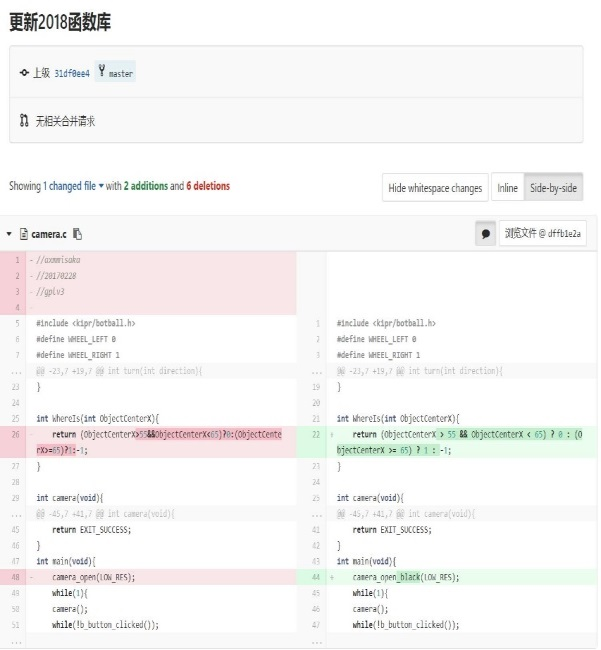 更新2018函数库
上级 31df0ee4 master
无相关合并请求
Showing 1 changed file with 2 additions and 6 deletions
Hide whitespace changes Inline Side-by-side
camera.c 浏览文件 @ dffb1e2a
1 - //axmmisaka
2 - //20170228
3 - //gplv3
4 -
5 #include <kipr/botball.h> 1 #include <kipr/botball.h>
6 #define WHEEL_LEFT 0 2 #define WHEEL_LEFT 0
7 #define WHEEL_RIGHT 1 3 #define WHEEL_RIGHT 1
... @@ -23,7 +19,7 @@ int turn(int direction){ ... @@ -23,7 +19,7 @@ int turn(int direction){
23 } 19 }
24 20
25 int WhereIs(int ObjectCenterX){ 21 int WhereIs(int ObjectCenterX){
26 - return (ObjectCenterX>55&&ObjectCenterX<65)?0:(ObjectCente 22 + return (ObjectCenterX > 55 && ObjectCenterX < 65) ? 0 : (O
rX>=65)?1:-1; bjectCenterX >= 65) ? 1 : -1;
27 } 23 }
28 24
29 int camera(void){ 25 int camera(void){
... @@ -45,7 +41,7 @@ int camera(void){ ... @@ -45,7 +41,7 @@ int camera(void){
45 return EXIT_SUCCESS; 41 return EXIT_SUCCESS;
46 } 42 }
47 int main(void){ 43 int main(void){
48 - camera_open(LOW_RES); 44 + camera_open_black(LOW_RES);
49 while(1){ 45 while(1){
50 camera(); 46 camera();
51 while(!b_button_clicked()); 47 while(!b_button_clicked());
... ...